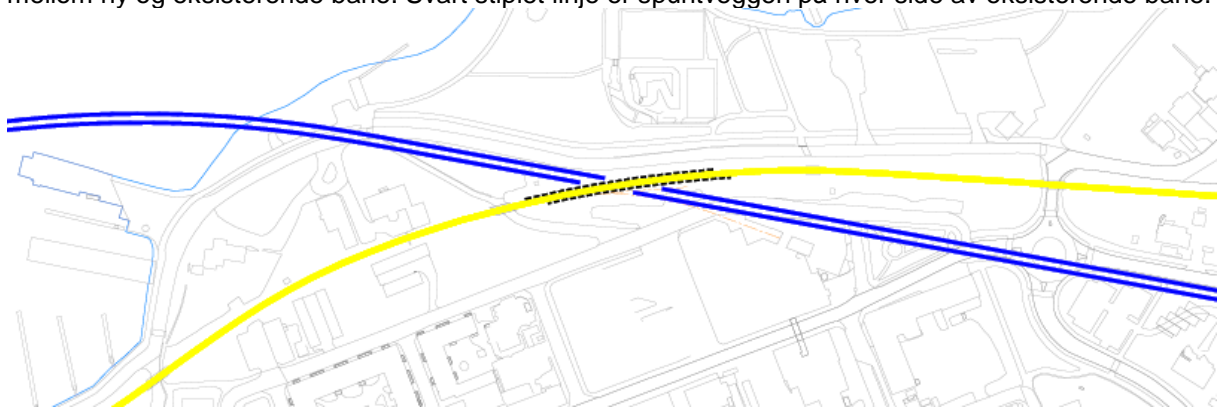 mellom ny og eksisterende bane. Svart stiplet linje er spuntveggen på hver side av eksisterende bane.